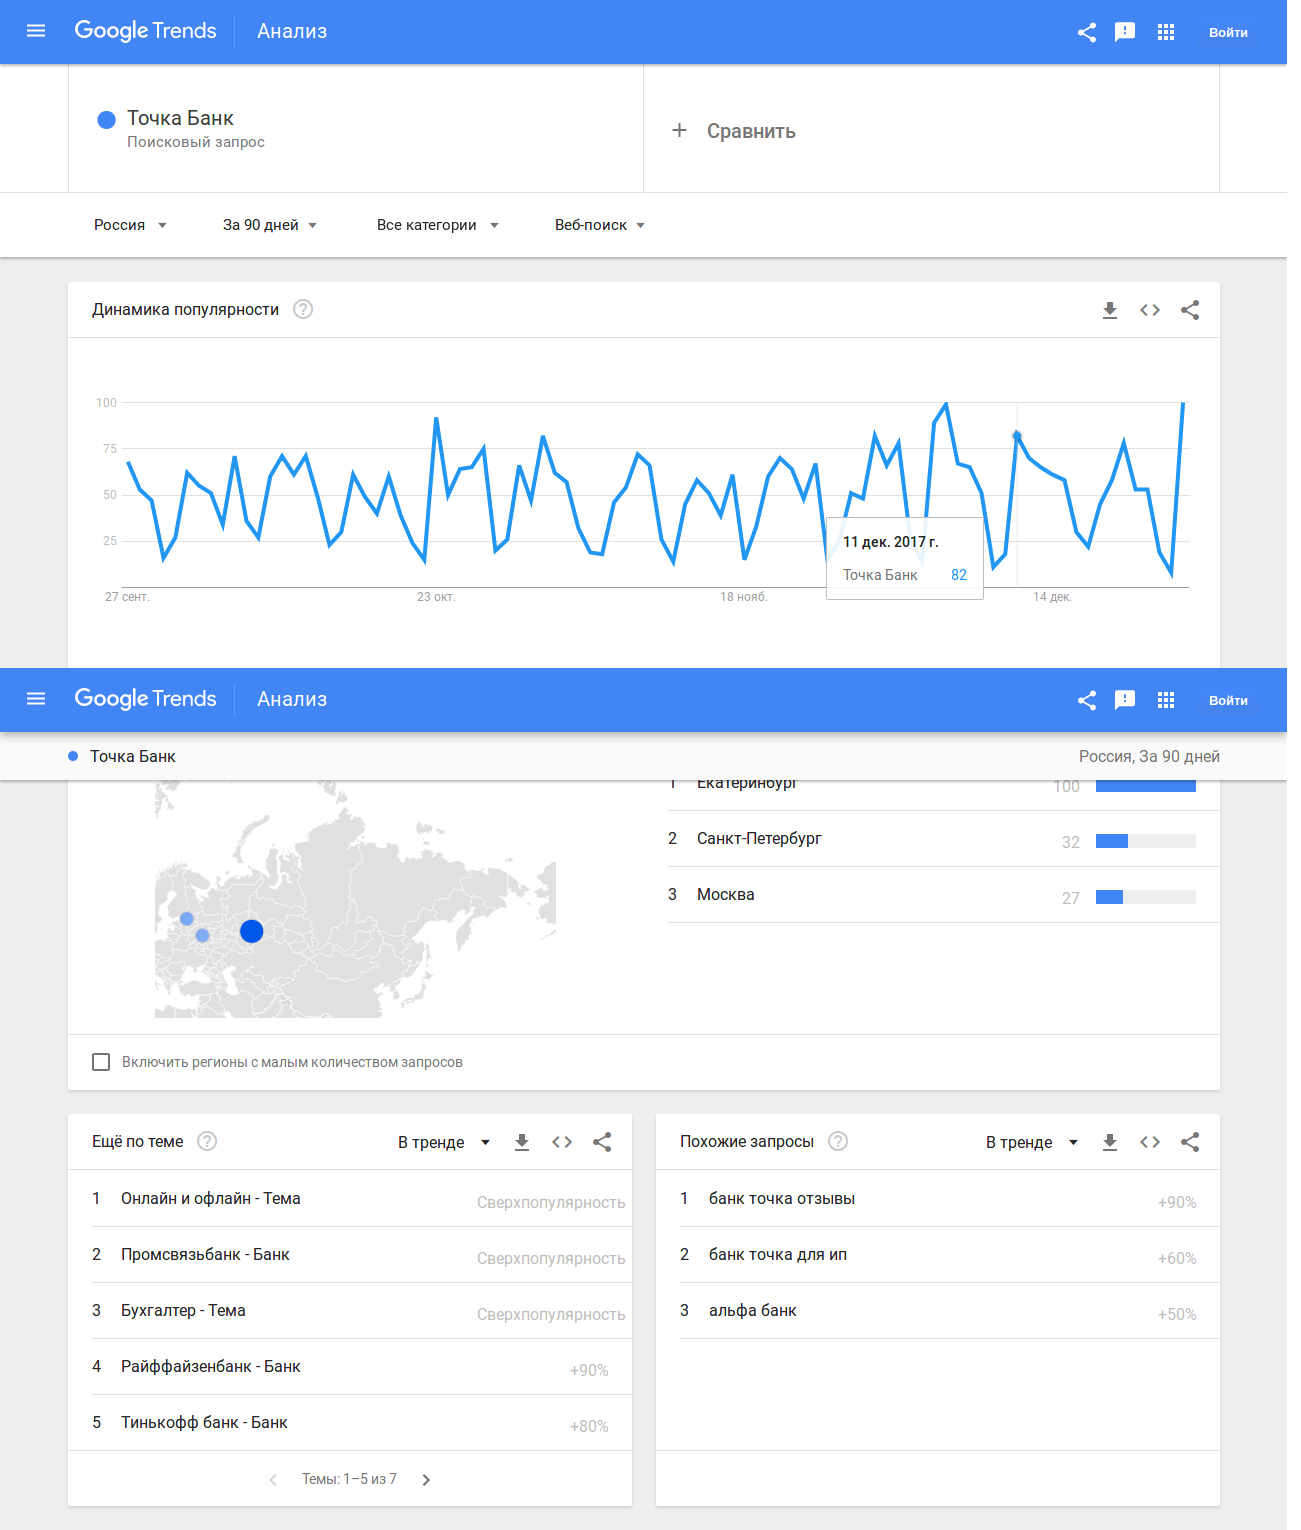 Google Trends Анализ Войти
Точка Банк
Поисковый запрос
+ Сравнить
Россия За 90 дней Все категории Веб-поиск
Динамика популярности
100
75
50
25
11 дек. 2017 г.
Точка Банк 82
27 сент. 23 окт. 18 нояб. 14 дек.
Google Trends Анализ Войти
Точка Банк Россия, За 90 дней
1 Екатеринбург 100
2 Санкт-Петербург 32
3 Москва 27
Включить регионы с малым количеством запросов
Ещё по теме В тренде
1 Онлайн и офлайн - Тема Сверхпопулярность
2 Промсвязьбанк - Банк Сверхпопулярность
3 Бухгалтер - Тема Сверхпопулярность
4 Райффайзенбанк - Банк +90%
5 Тинькофф банк - Банк +80%
Темы: 1–5 из 7
Похожие запросы В тренде
1 банк точка отзывы +90%
2 банк точка для ип +60%
3 альфа банк +50%